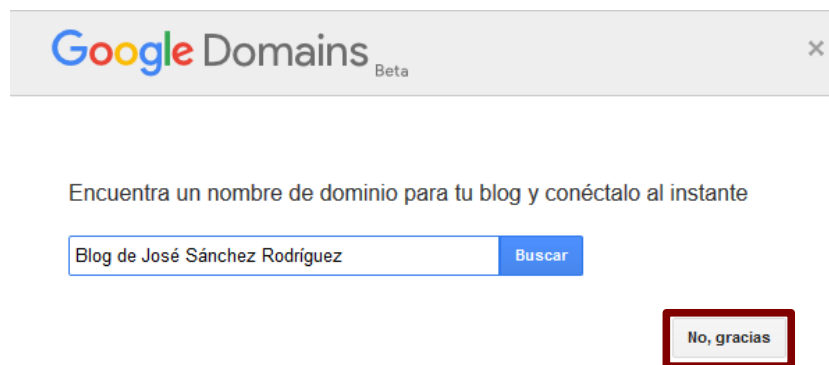 Google Domains Beta
×
Encuentra un nombre de dominio para tu blog y conéctalo al instante
Blog de José Sánchez Rodríguez
Buscar
No, gracias